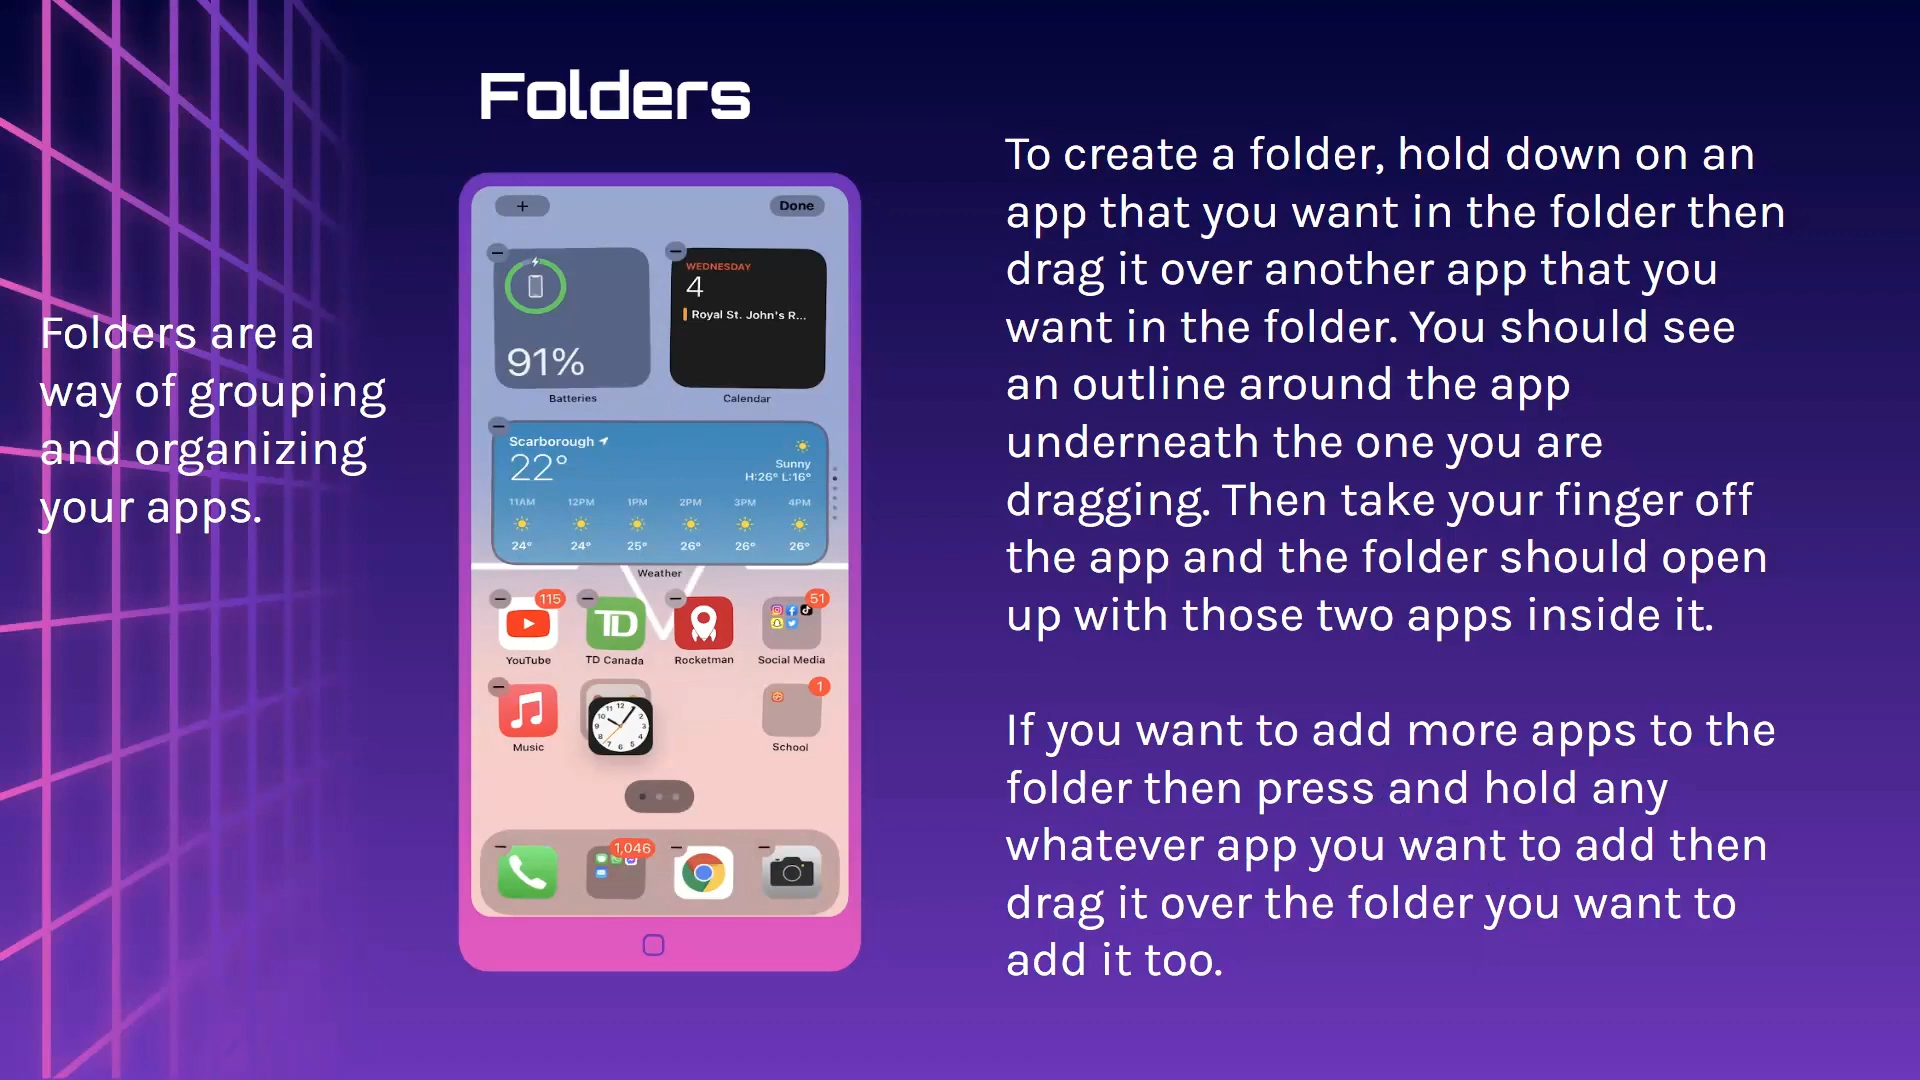 Folders
Folders are a
way of grouping
and organizing
your apps.
+
Done
91%
Batteries
WEDNESDAY
4
Royal St. John's R...
Calendar
Scarborough
22°
Sunny
H:26° L:16°
11AM 12PM 1PM 2PM 3PM 4PM
24° 24° 25° 26° 26° 26°
Weather
115
51
YouTube
TD
TD Canada
Rocketman
Social Media
1
Music
School
1,046
To create a folder, hold down on an
app that you want in the folder then
drag it over another app that you
want in the folder. You should see
an outline around the app
underneath the one you are
dragging. Then take your finger off
the app and the folder should open
up with those two apps inside it.
If you want to add more apps to the
folder then press and hold any
whatever app you want to add then
drag it over the folder you want to
add it too.